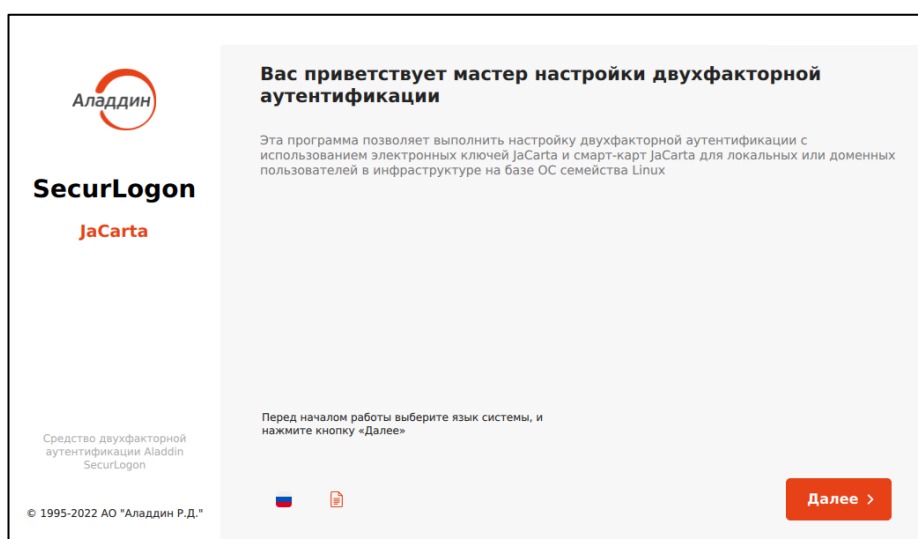 Аладдин
SecurLogon
JaCarta
Средство двухфакторной
аутентификации Aladdin
SecurLogon
© 1995-2022 АО "Аладдин Р.Д."
Вас приветствует мастер настройки двухфакторной
аутентификации
Эта программа позволяет выполнить настройку двухфакторной аутентификации с
использованием электронных ключей JaCarta и смарт-карт JaCarta для локальных или доменных
пользователей в инфраструктуре на базе ОС семейства Linux
Перед началом работы выберите язык системы, и
нажмите кнопку «Далее»
Далее >